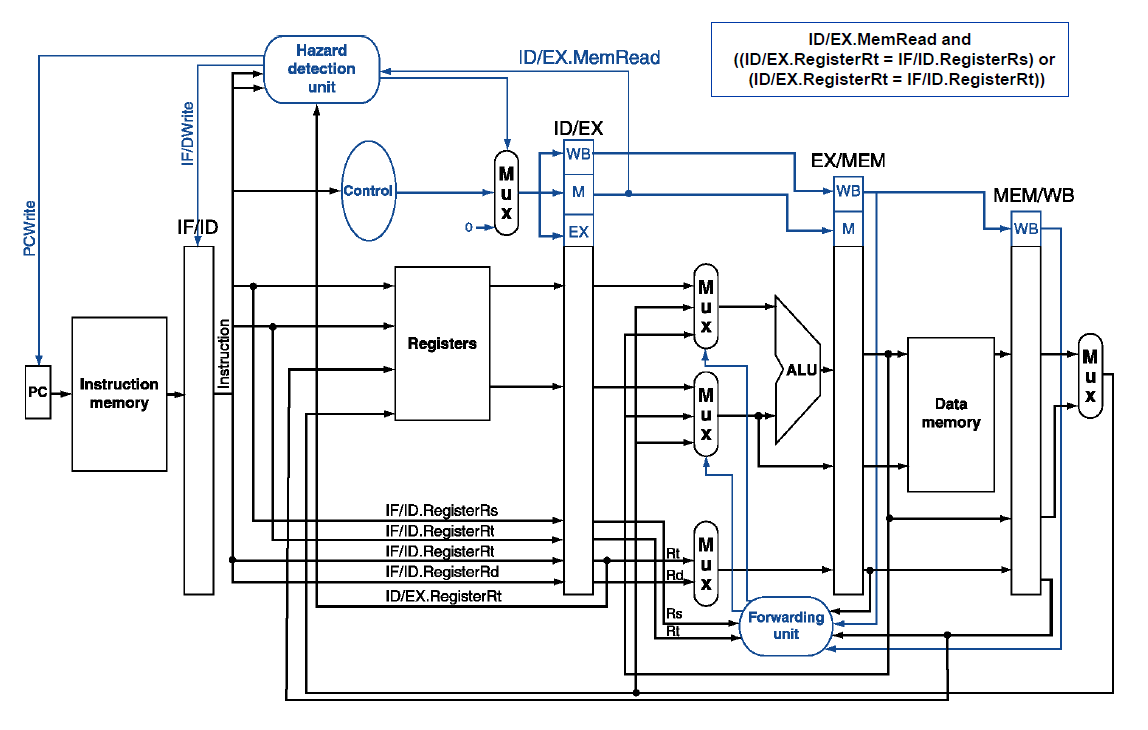 Hazard
detection
unit
ID/EX.MemRead
ID/EX.MemRead and
((ID/EX.RegisterRt = IF/ID.RegisterRs) or
(ID/EX.RegisterRt = IF/ID.RegisterRt))
IF/DWrite
PCWrite
ID/EX
WB
M
EX
Control
M
u
x
0
EX/MEM
WB
M
MEM/WB
WB
IF/ID
PC
Instruction
memory
Instruction
Registers
M
u
x
M
u
x
ALU
Data
memory
M
u
x
IF/ID.RegisterRs
IF/ID.RegisterRt
IF/ID.RegisterRt
IF/ID.RegisterRd
ID/EX.RegisterRt
Rt
Rd
M
u
x
Rs
Rt
Forwarding
unit